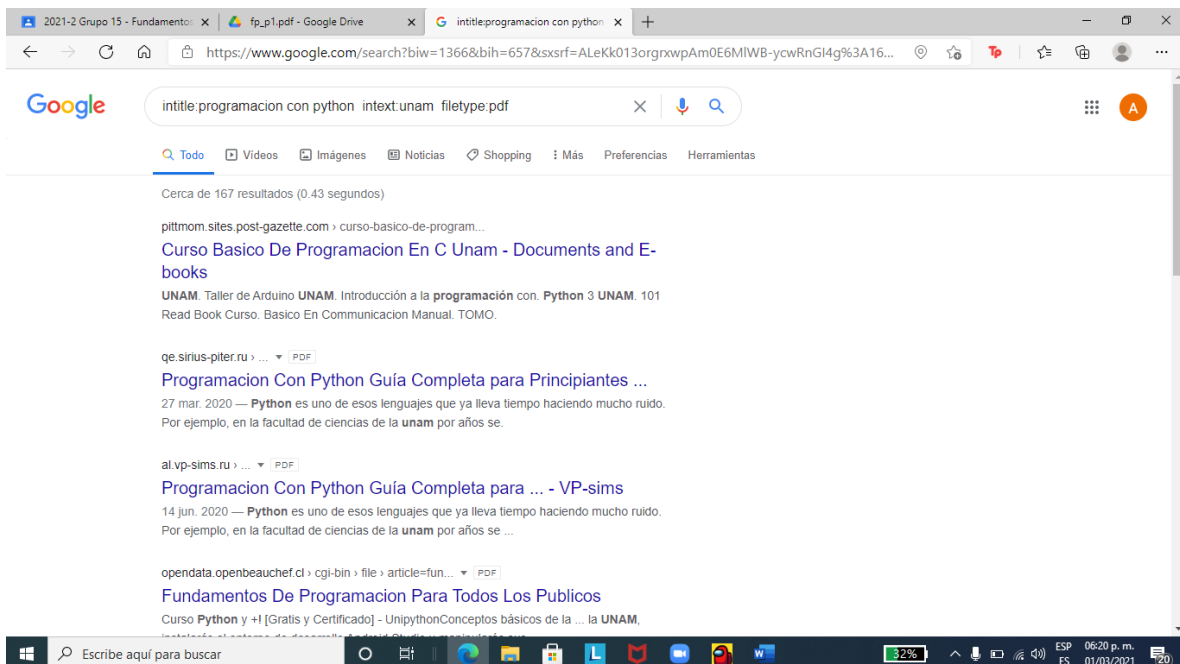 2021-2 Grupo 15 - Fundamentos
fp_p1.pdf - Google Drive
intitle:programacion con python
https://www.google.com/search?biw=1366&bih=657&sxsrf=ALeKk013orgrxwpAm0E6MlWB-ycwRnGI4g%3A16...
Google
intitle:programacion con python intext:unam filetype:pdf
A
Todo
Vídeos
Imágenes
Noticias
Shopping
Más
Preferencias
Herramientas
Cerca de 167 resultados (0.43 segundos)
pittmom.sites.post-gazette.com › curso-basico-de-program...
Curso Basico De Programacion En C Unam - Documents and E-
books
UNAM. Taller de Arduino UNAM. Introducción a la programación con. Python 3 UNAM. 101
Read Book Curso. Basico En Communicacion Manual. TOMO.
qe.sirius-piter.ru › ... PDF
Programacion Con Python Guía Completa para Principiantes ...
27 mar. 2020 — Python es uno de esos lenguajes que ya lleva tiempo haciendo mucho ruido.
Por ejemplo, en la facultad de ciencias de la unam por años se.
al.vp-sims.ru › ... PDF
Programacion Con Python Guía Completa para ... - VP-sims
14 jun. 2020 — Python es uno de esos lenguajes que ya lleva tiempo haciendo mucho ruido.
Por ejemplo, en la facultad de ciencias de la unam por años se ...
opendata.openbeauchef.cl › cgi-bin › file › article=fun... PDF
Fundamentos De Programacion Para Todos Los Publicos
Curso Python y +! [Gratis y Certificado] - UnipythonConceptos básicos de la ... la UNAM,
Escribe aquí para buscar
32%
ESP
ES
06:20 p. m.
01/03/2021
20